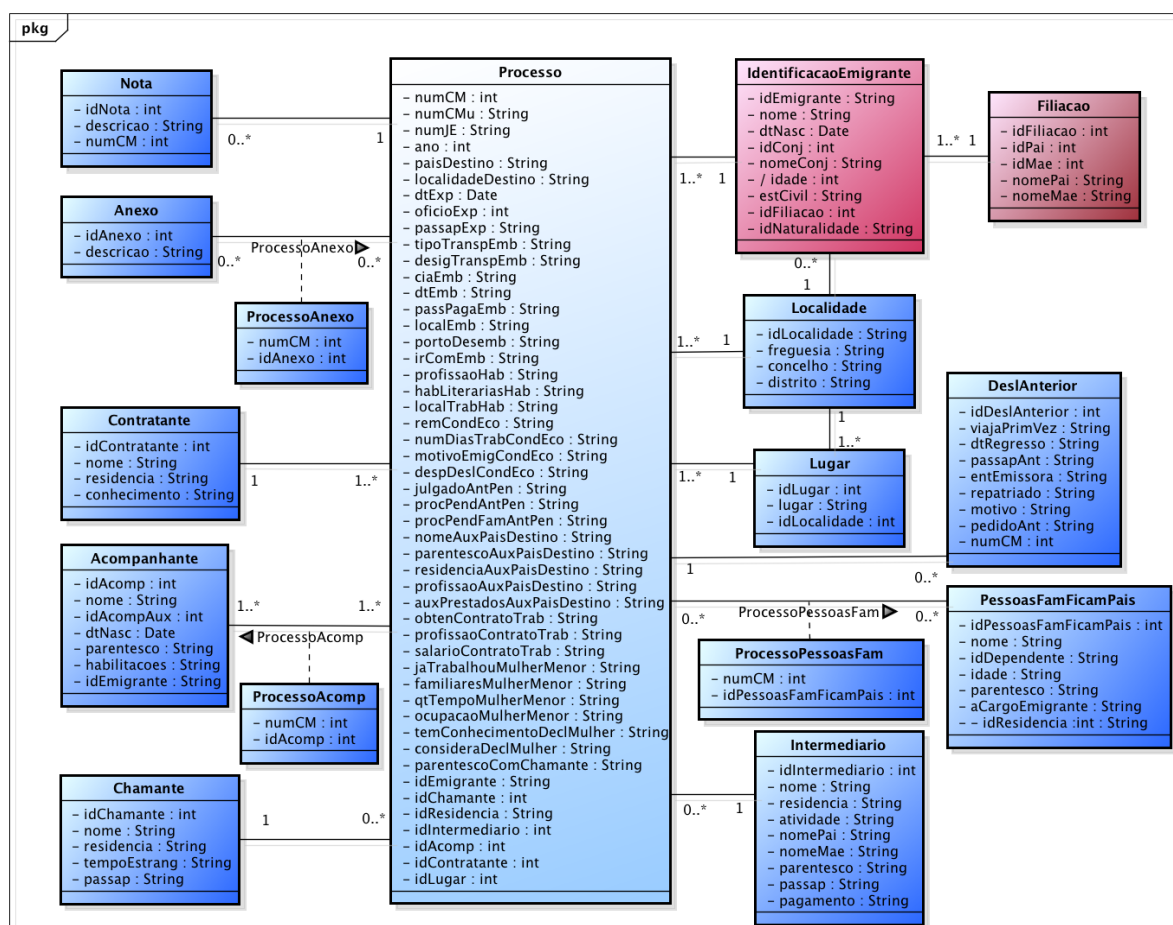 pkg
Nota
- idNota : int
- descricao : String
- numCM : int
0..*
1
Anexo
- idAnexo : int
- descricao : String
ProcessoAnexo
0..*
0..*
ProcessoAnexo
- numCM : int
- idAnexo : int
Contratante
- idContratante : int
- nome : String
- residencia : String
- conhecimento : String
1
1..*
Acompanhante
- idAcomp : int
- nome : String
- idAcompAux : int
- dtNasc : Date
- parentesco : String
- habilitacoes : String
- idEmigrante : String
1..*
1..*
ProcessoAcomp
ProcessoAcomp
- numCM : int
- idAcomp : int
Chamante
- idChamante : int
- nome : String
- residencia : String
- tempoEstrang : String
- passap : String
1
0..*
Processo
- numCM : int
- numCMu : String
- numJE : String
- ano : int
- paisDestino : String
- localidadeDestino : String
- dtExp : Date
- oficioExp : int
- passapExp : String
- tipoTranspEmb : String
- desigTranspEmb : String
- ciaEmb : String
- dtEmb : String
- passPagaEmb : String
- localEmb : String
- portoDesemb : String
- irComEmb : String
- profissaoHab : String
- habLiterariasHab : String
- localTrabHab : String
- remCondEco : String
- numDiasTrabCondEco : String
- motivoEmigCondEco : String
- despDeslCondEco : String
- julgadoAntPen : String
- procPendAntPen : String
- procPendFamAntPen : String
- nomeAuxPaisDestino : String
- parentescoAuxPaisDestino : String
- residenciaAuxPaisDestino : String
- profissaoAuxPaisDestino : String
- auxPrestadosAuxPaisDestino : String
- obtenContratoTrab : String
- profissaoContratoTrab : String
- salarioContratoTrab : String
- jaTrabalhouMulherMenor : String
- familiaresMulherMenor : String
- qtTempoMulherMenor : String
- ocupacaoMulherMenor : String
- temConhecimentoDeclMulher : String
- consideraDeclMulher : String
- parentescoComChamante : String
- idEmigrante : String
- idChamante : int
- idResidencia : String
- idIntermediario : int
- idAcomp : int
- idContratante : int
- idLugar : int
IdentificacaoEmigrante
- idEmigrante : String
- nome : String
- dtNasc : Date
- idConj : int
- nomeConj : String
- / idade : int
- estCivil : String
- idFiliacao : int
- idNaturalidade : String
1..*
1
1..*
1
Filiacao
- idFiliacao : int
- idPai : int
- idMae : int
- nomePai : String
- nomeMae : String
0..*
1
Localidade
- idLocalidade : String
- freguesia : String
- concelho : String
- distrito : String
1..*
1
1
1..*
Lugar
- idLugar : int
- lugar : String
- idLocalidade : int
1..*
1
DeslAnterior
- idDeslAnterior : int
- viajaPrimVez : String
- dtRegresso : String
- passapAnt : String
- entEmissora : String
- repatriado : String
- motivo : String
- pedidoAnt : String
- numCM : int
1
0..*
PessoasFamFicamPais
- idPessoasFamFicamPais : int
- nome : String
- idDependente : String
- idade : String
- parentesco : String
- aCargoEmigrante : String
- - idResidencia :int : String
0..*
ProcessoPessoasFam
0..*
ProcessoPessoasFam
- numCM : int
- idPessoasFamFicamPais : int
Intermediario
- idIntermediario : int
- nome : String
- residencia : String
- atividade : String
- nomePai : String
- nomeMae : String
- parentesco : String
- passap : String
- pagamento : String
0..*
1